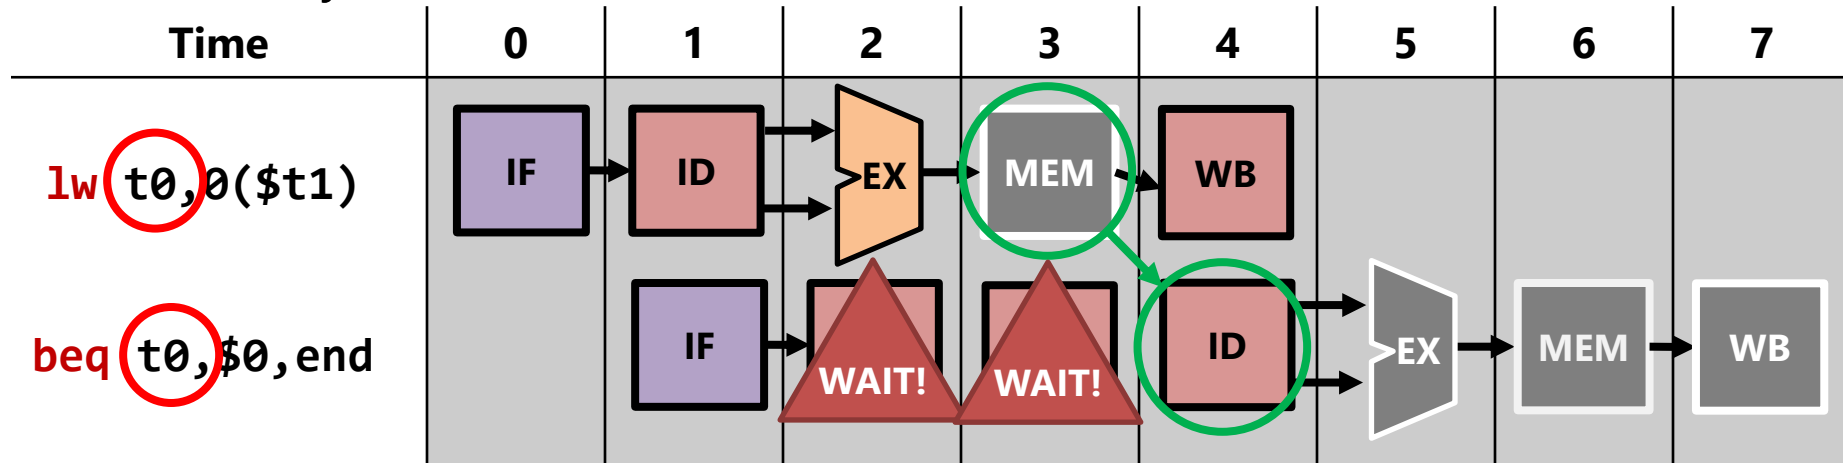 Time 0 1 2 3 4 5 6 7
lw t0,0($t1) IF ID EX MEM WB
beq t0,$0,end IF WAIT! WAIT! ID EX MEM WB